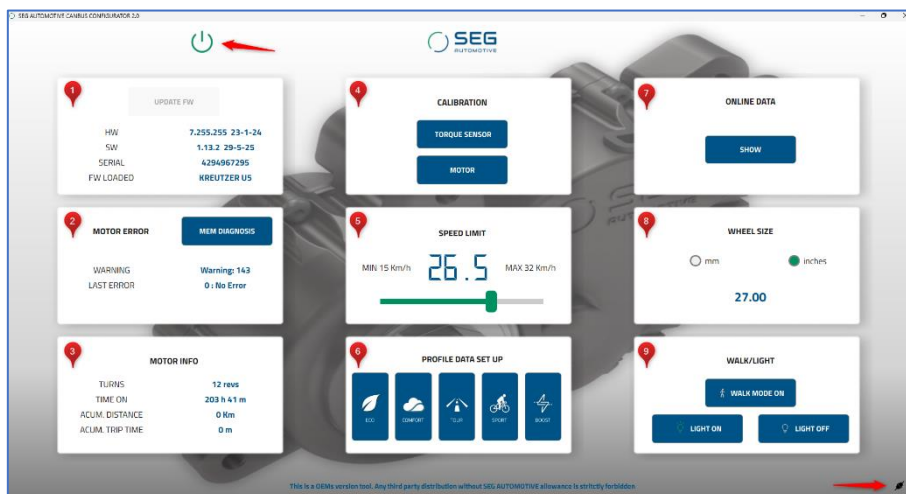 SEG AUTOMOTIVE CANBUS CONFIGURATOR 2.0
SEG
AUTOMOTIVE
1
UPDATE FW
HW 7.255.255 23-1-24
SW 1.13.2 29-5-25
SERIAL 4294967295
FW LOADED KREUTZER U5
4
CALIBRATION
TORQUE SENSOR
MOTOR
7
ONLINE DATA
SHOW
2
MOTOR ERROR MEM DIAGNOSIS
WARNING Warning: 143
LAST ERROR 0 : No Error
5
SPEED LIMIT
MIN 15 Km/h 26.5 MAX 32 Km/h
8
WHEEL SIZE
mm inches
27.00
3
MOTOR INFO
TURNS 12 revs
TIME ON 203 h 41 m
ACUM. DISTANCE 0 Km
ACUM. TRIP TIME 0 m
6
PROFILE DATA SET UP
ECO COMFORT TOUR SPORT BOOST
9
WALK/LIGHT
WALK MODE ON
LIGHT ON LIGHT OFF
SEG
AUTOMOTIVE
This is a OEMs version tool. Any third party distribution without SEG AUTOMOTIVE allowance is strictly forbidden